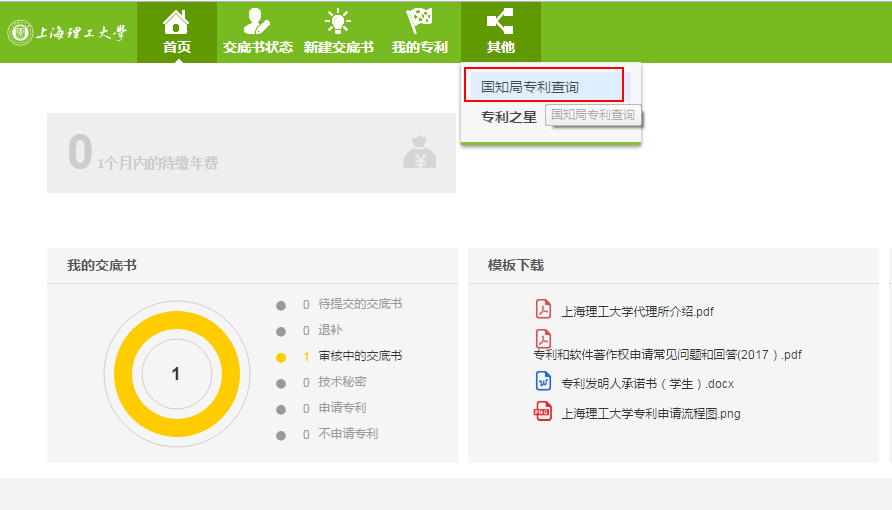 上海理工大学
首页
交底书状态
新建交底书
我的专利
其他
国知局专利查询
专利之星
国知局专利查询
0 1个月内的待缴年费
¥
我的交底书
1
0 待提交的交底书
0 退补
1 审核中的交底书
0 技术秘密
0 申请专利
0 不申请专利
模板下载
上海理工大学代理所介绍.pdf
专利和软件著作权申请常见问题和回答(2017）.pdf
W
专利发明人承诺书（学生）.docx
PNG
上海理工大学专利申请流程图.png